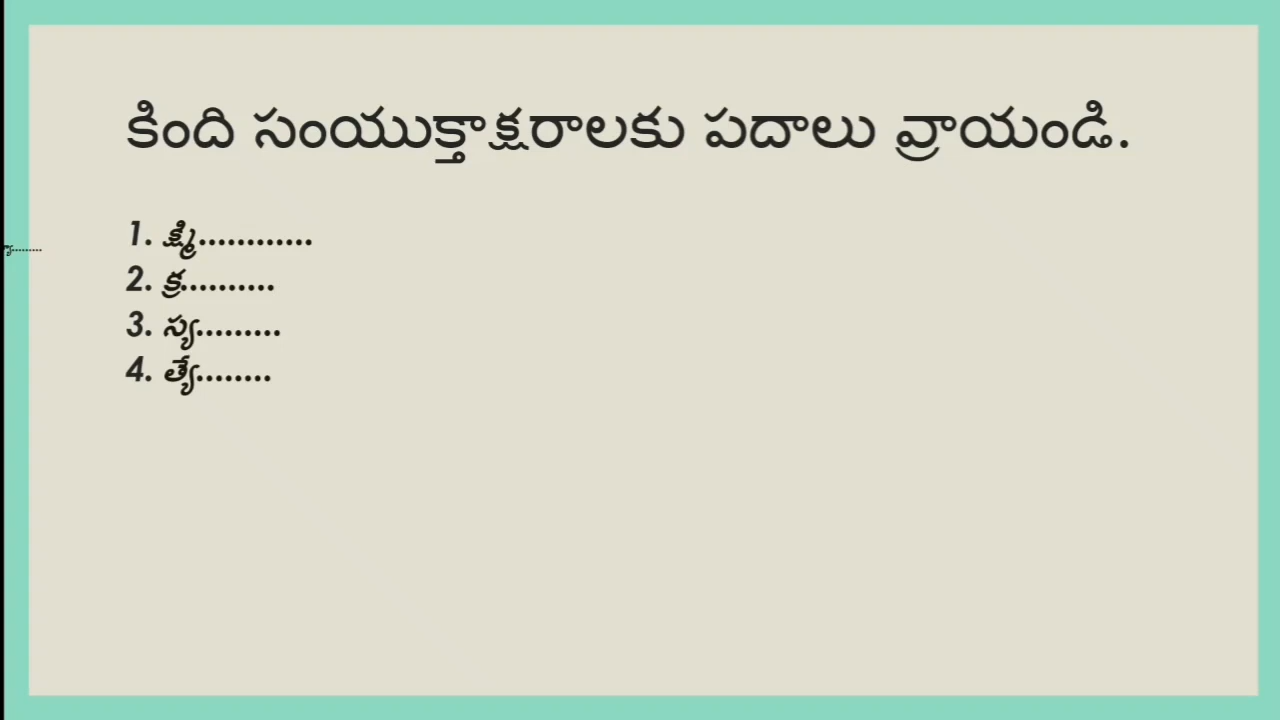 కింది సంయుక్తాక్షరాలకు పదాలు వ్రాయండి.
1. క్ష్మి............
2. క్ర.........
3. స్య.........
4. త్యే........